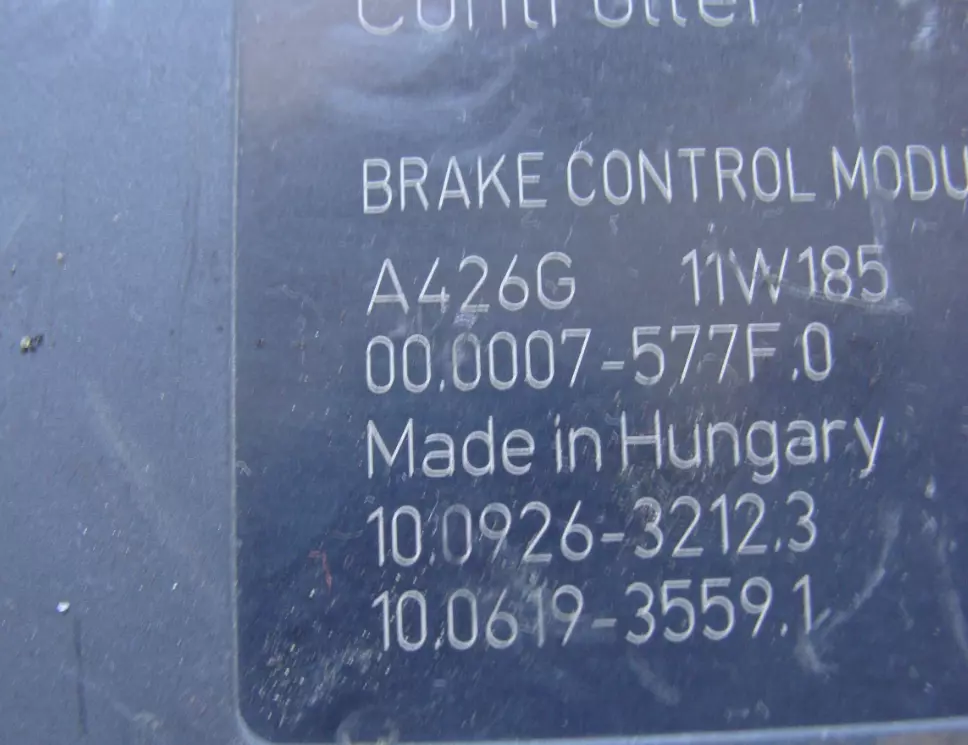 Controller
BRAKE CONTROL MODU
A426G 11W185
00.0007-577F.0
Made in Hungary
10.0926-3212.3
10.0619-3559.1